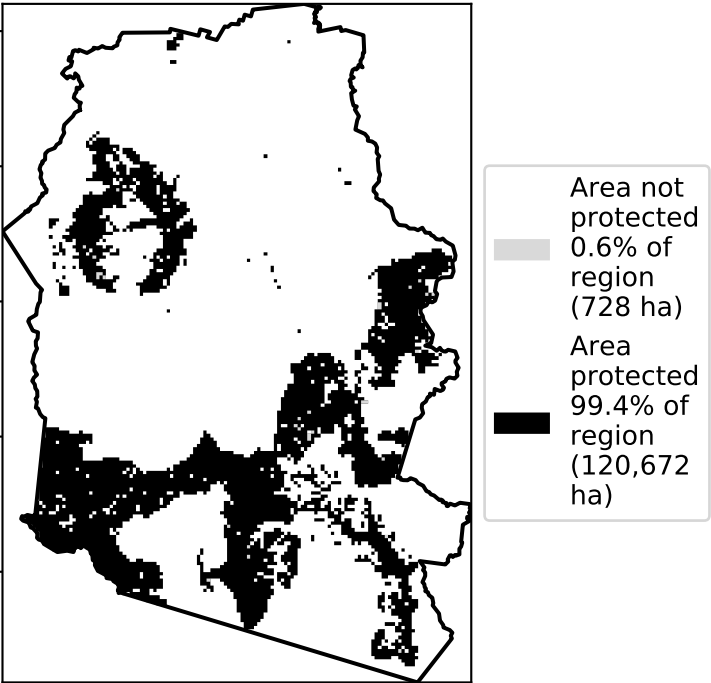 Area not
protected
0.6% of
region
(728 ha)
Area
protected
99.4% of
region
(120,672
ha)